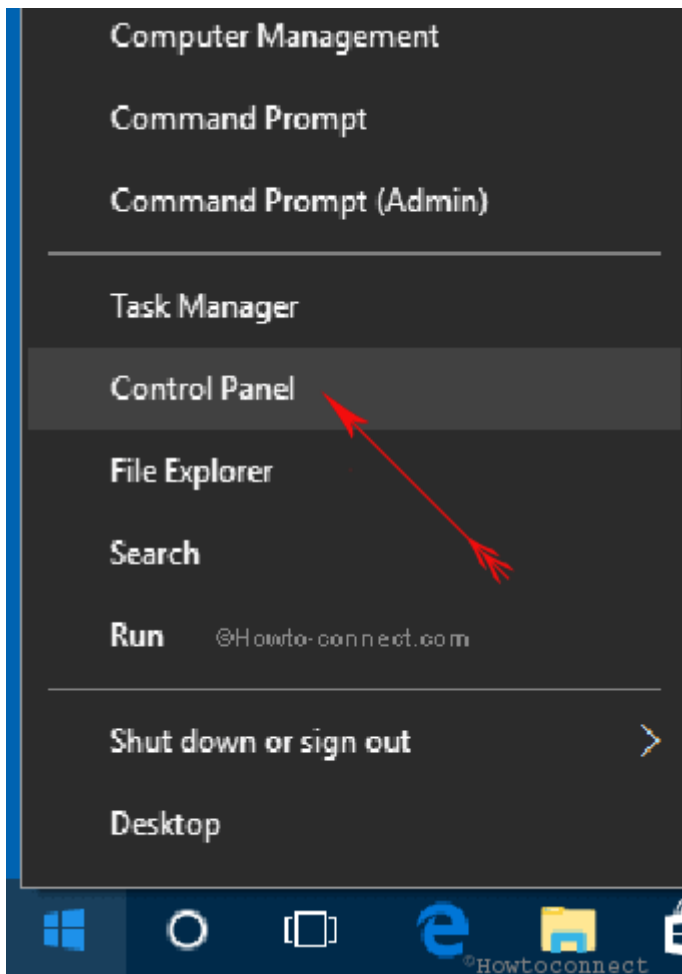 Computer Management
Command Prompt
Command Prompt (Admin)
Task Manager
Control Panel
File Explorer
Search
Run ©Howto-connect.com
Shut down or sign out
Desktop
©Howtoconnect